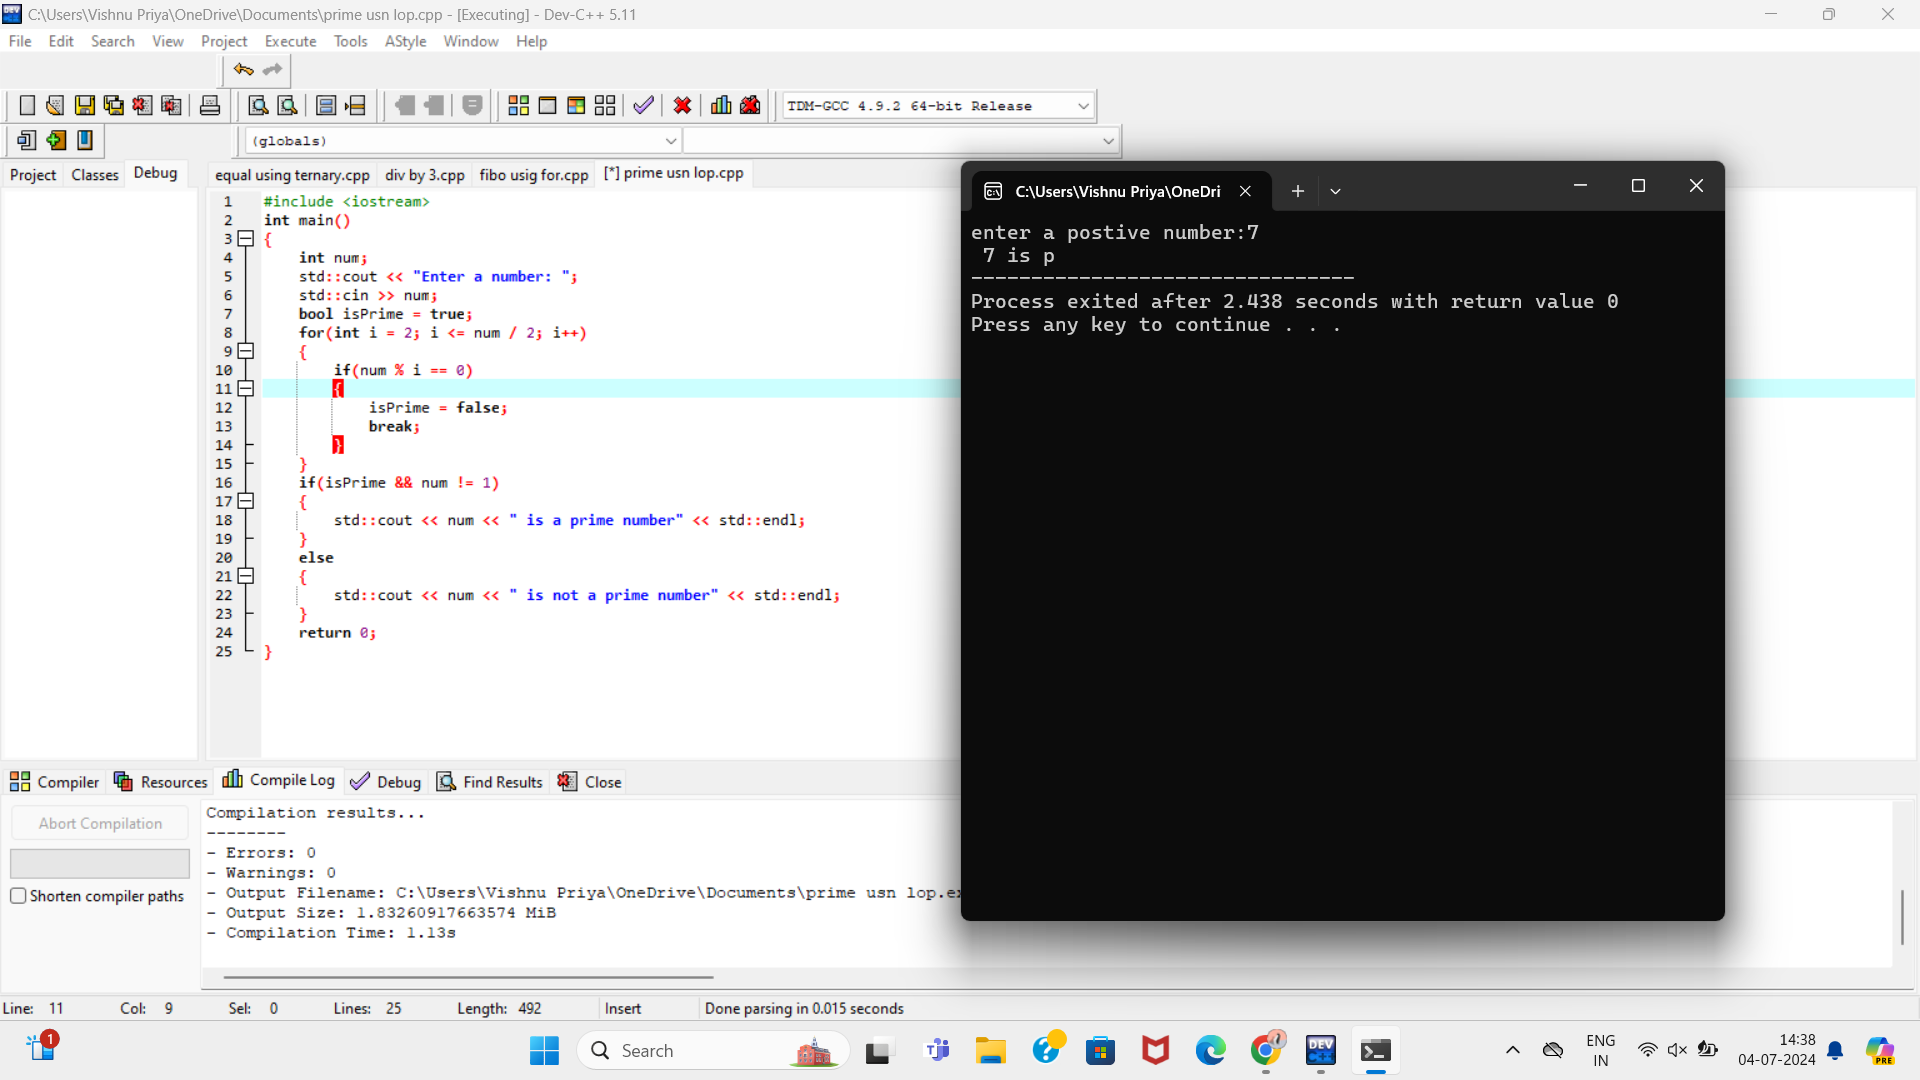 C:\Users\Vishnu Priya\OneDrive\Documents\prime usn lop.cpp - [Executing] - Dev-C++ 5.11
File Edit Search View Project Execute Tools AStyle Window Help
TDM-GCC 4.9.2 64-bit Release
(globals)
Project Classes Debug
equal using ternary.cpp div by 3.cpp fibo usig for.cpp [*] prime usn lop.cpp
1 #include <iostream>
2 int main()
3 {
4 int num;
5 std::cout << "Enter a number: ";
6 std::cin >> num;
7 bool isPrime = true;
8 for(int i = 2; i <= num / 2; i++)
9 {
10 if(num % i == 0)
11 {
12 isPrime = false;
13 break;
14 }
15 }
16 if(isPrime && num != 1)
17 {
18 std::cout << num << " is a prime number" << std::endl;
19 }
20 else
21 {
22 std::cout << num << " is not a prime number" << std::endl;
23 }
24 return 0;
25 }
C:\Users\Vishnu Priya\OneDri
enter a postive number:7
7 is p
--------------------------------
Process exited after 2.438 seconds with return value 0
Press any key to continue . . .
Compiler Resources Compile Log Debug Find Results Close
Abort Compilation
Shorten compiler paths
Compilation results...
--------
- Errors: 0
- Warnings: 0
- Output Filename: C:\Users\Vishnu Priya\OneDrive\Documents\prime usn lop.ex
- Output Size: 1.83260917663574 MiB
- Compilation Time: 1.13s
Line: 11 Col: 9 Sel: 0 Lines: 25 Length: 492 Insert Done parsing in 0.015 seconds
1
Search
DEV
ENG
IN
14:38
04-07-2024
PRE